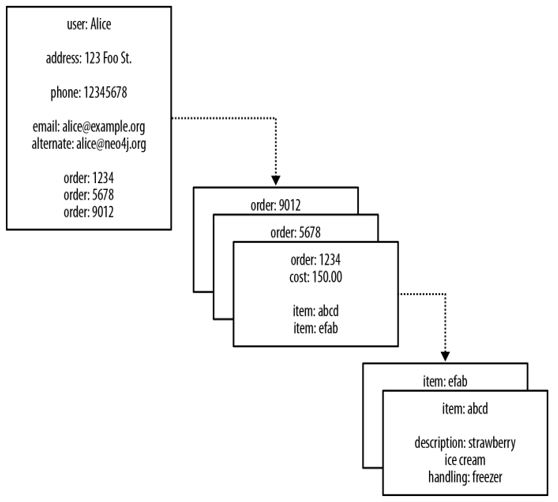 user: Alice
address: 123 Foo St.
phone: 12345678
email: alice@example.org
alternate: alice@neo4j.org
order: 1234
order: 5678
order: 9012
order: 9012
order: 5678
order: 1234
cost: 150.00
item: abcd
item: efab
item: efab
item: abcd
description: strawberry
ice cream
handling: freezer